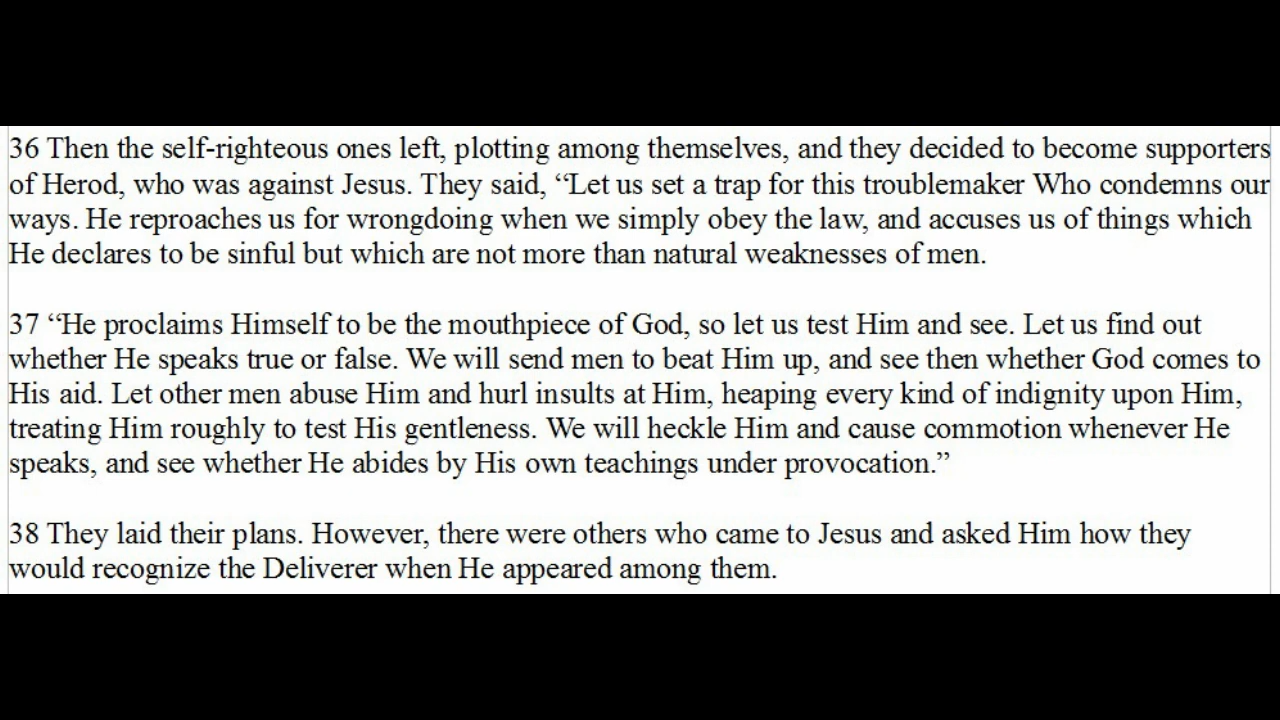 36 Then the self-righteous ones left, plotting among themselves, and they decided to become supporters
of Herod, who was against Jesus. They said, “Let us set a trap for this troublemaker Who condemns our
ways. He reproaches us for wrongdoing when we simply obey the law, and accuses us of things which
He declares to be sinful but which are not more than natural weaknesses of men.
37 “He proclaims Himself to be the mouthpiece of God, so let us test Him and see. Let us find out
whether He speaks true or false. We will send men to beat Him up, and see then whether God comes to
His aid. Let other men abuse Him and hurl insults at Him, heaping every kind of indignity upon Him,
treating Him roughly to test His gentleness. We will heckle Him and cause commotion whenever He
speaks, and see whether He abides by His own teachings under provocation.”
38 They laid their plans. However, there were others who came to Jesus and asked Him how they
would recognize the Deliverer when He appeared among them.